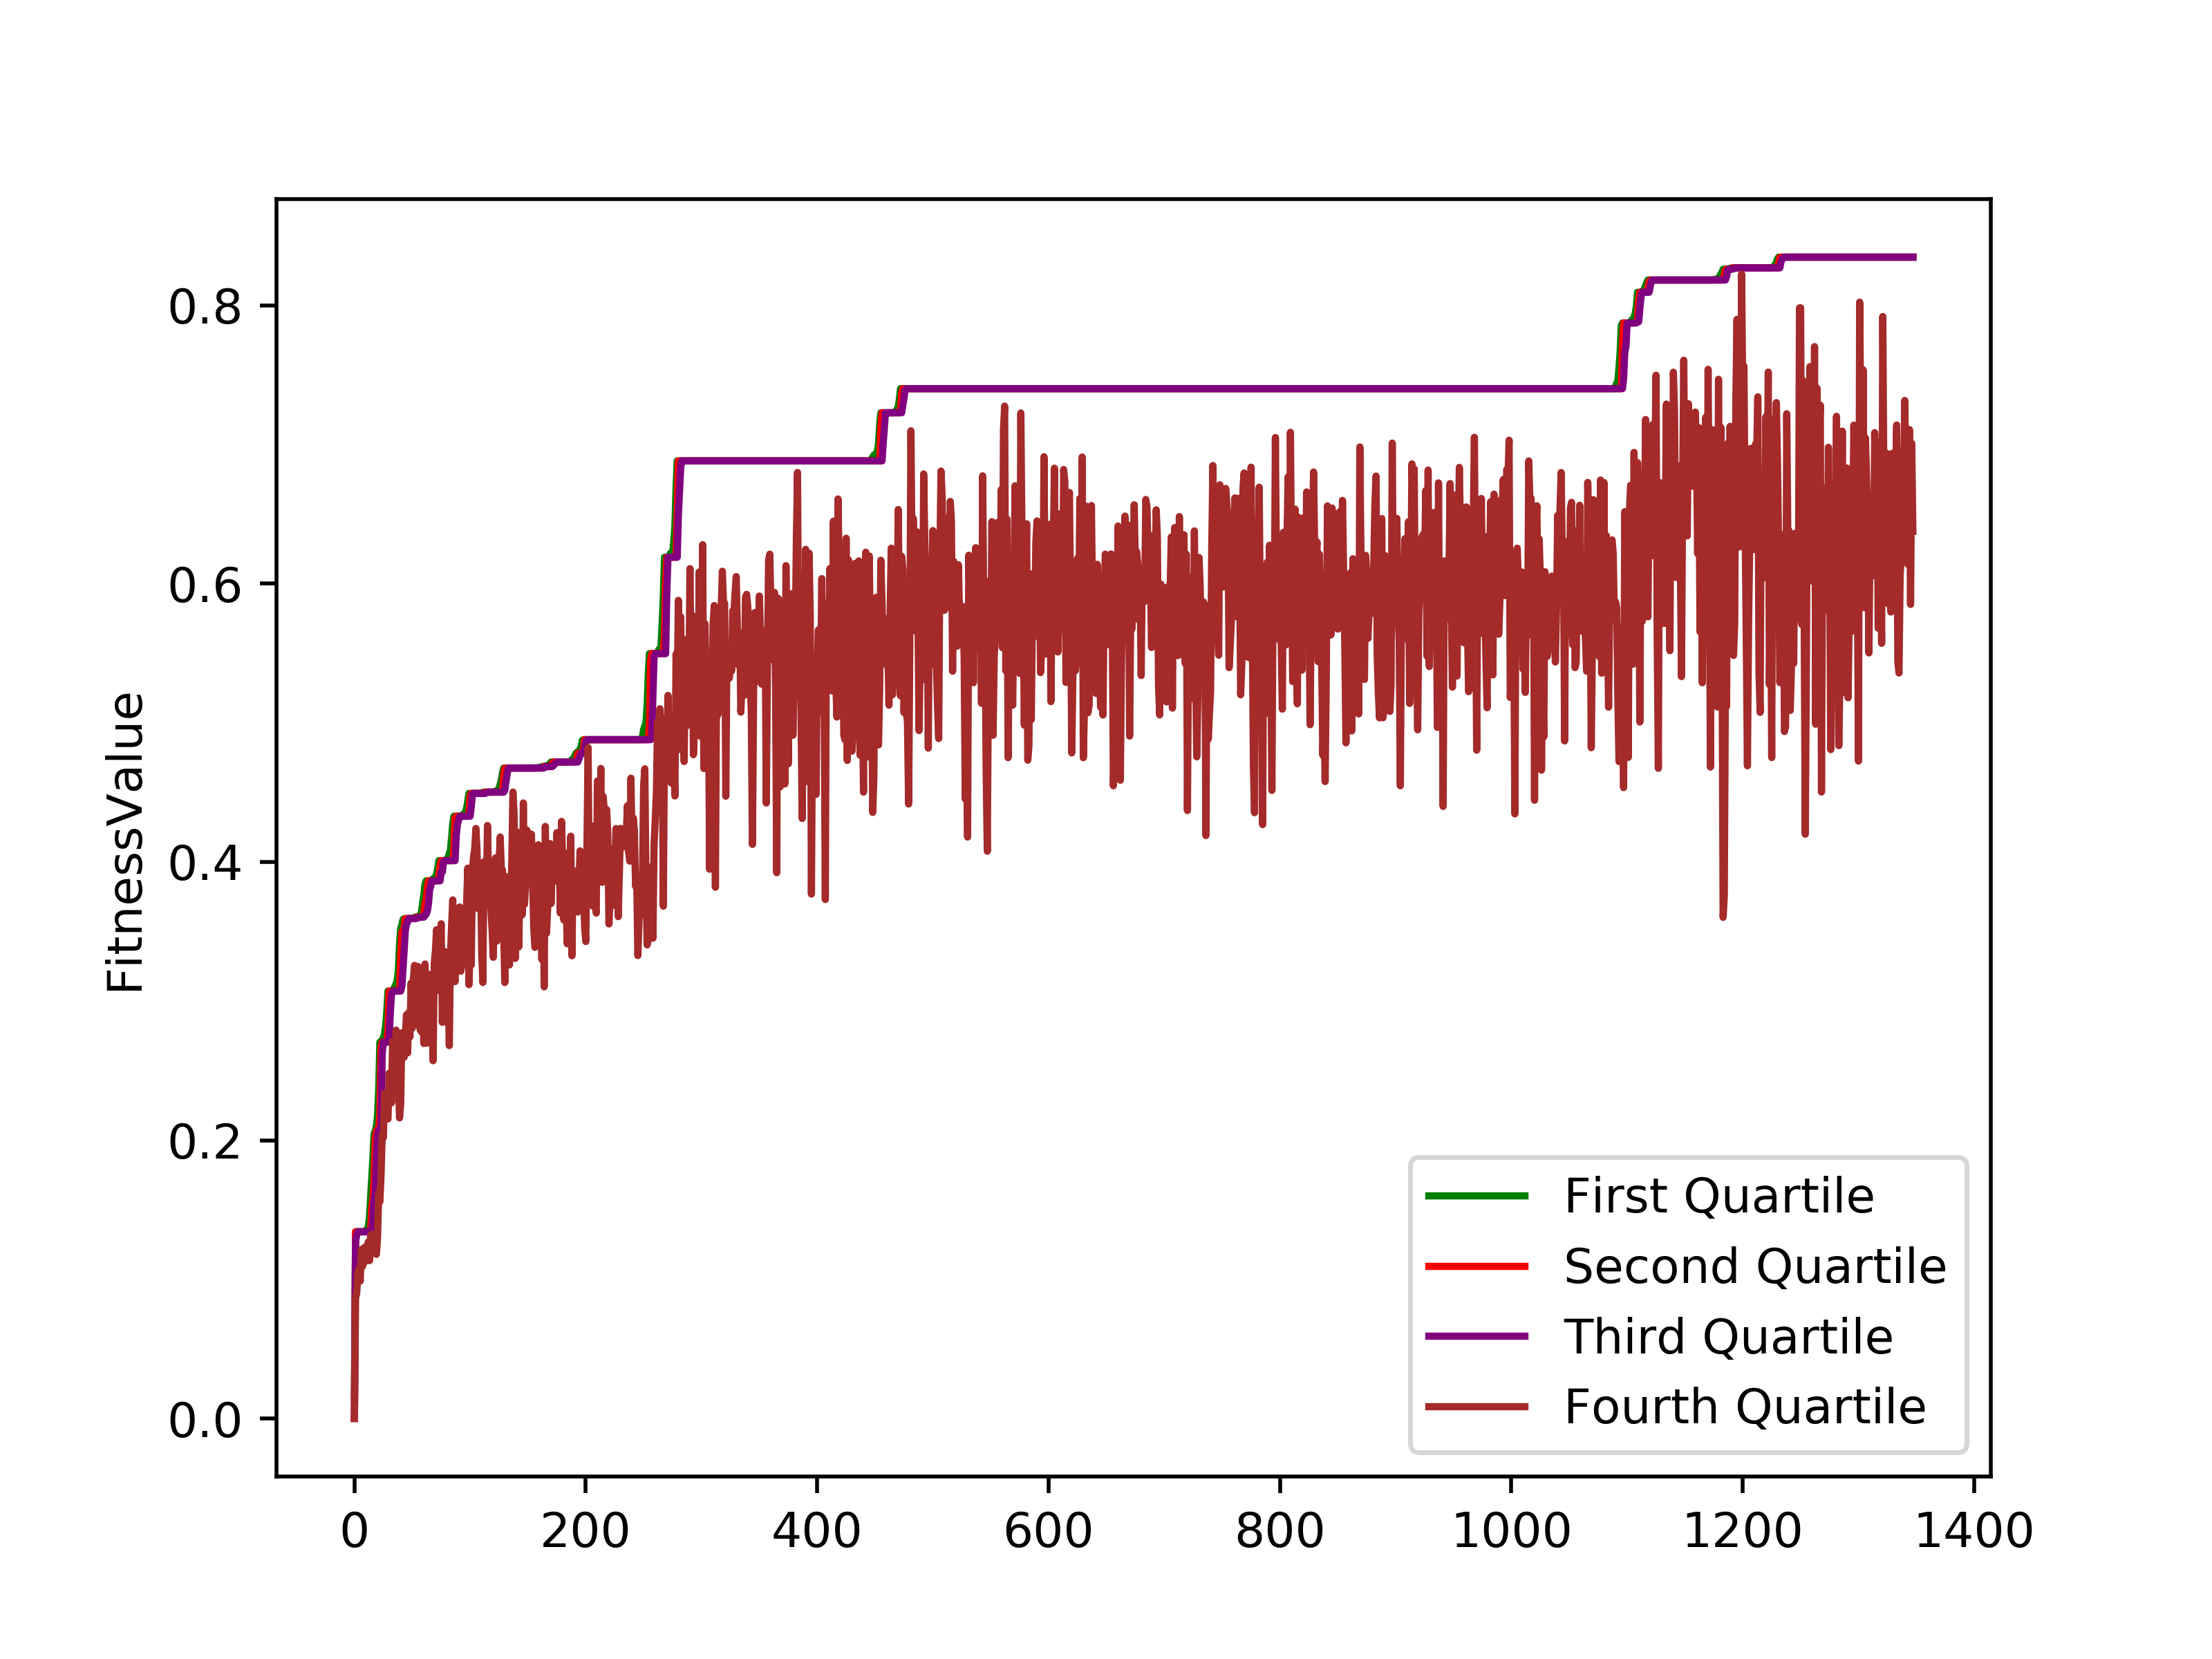 FitnessValue
0.8
0.6
0.4
0.2
0.0
0 200 400 600 800 1000 1200 1400
First Quartile
Second Quartile
Third Quartile
Fourth Quartile